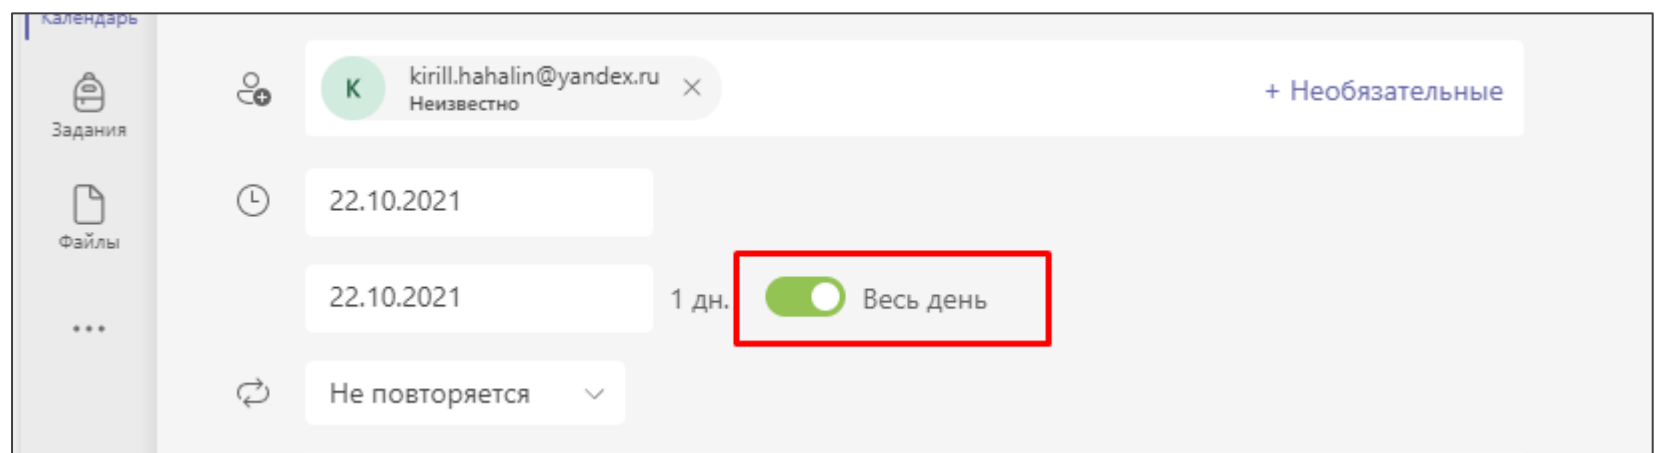 Календарь
Задания
Файлы
K
kirill.hahalin@yandex.ru
Неизвестно
+ Необязательные
22.10.2021
22.10.2021
1 дн.
Весь день
Не повторяется